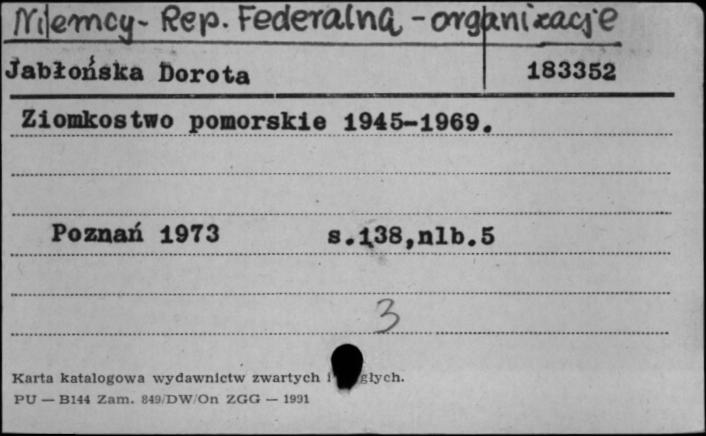 Niemcy - Rep. Federalna - organizacje
Jabłońska Dorota 183352
Ziomkostwo pomorskie 1945-1969.
Poznań 1973 s.138,nlb.5
3
Karta katalogowa wydawnictw zwartych i
PU — B144 Zam. 849/DW/On ZGG — 1991